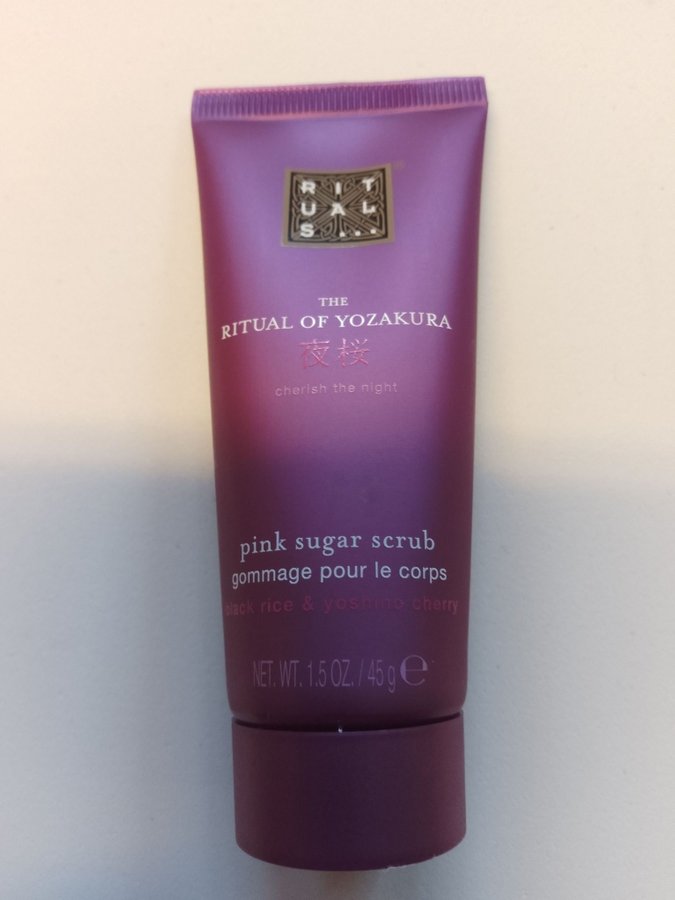 RIT
UAL
S...
®
THE
RITUAL OF YOZAKURA
夜桜
cherish the night
pink sugar scrub
gommage pour le corps
black rice & yoshino cherry
NET. WT. 1.5 OZ. / 45 g ℮